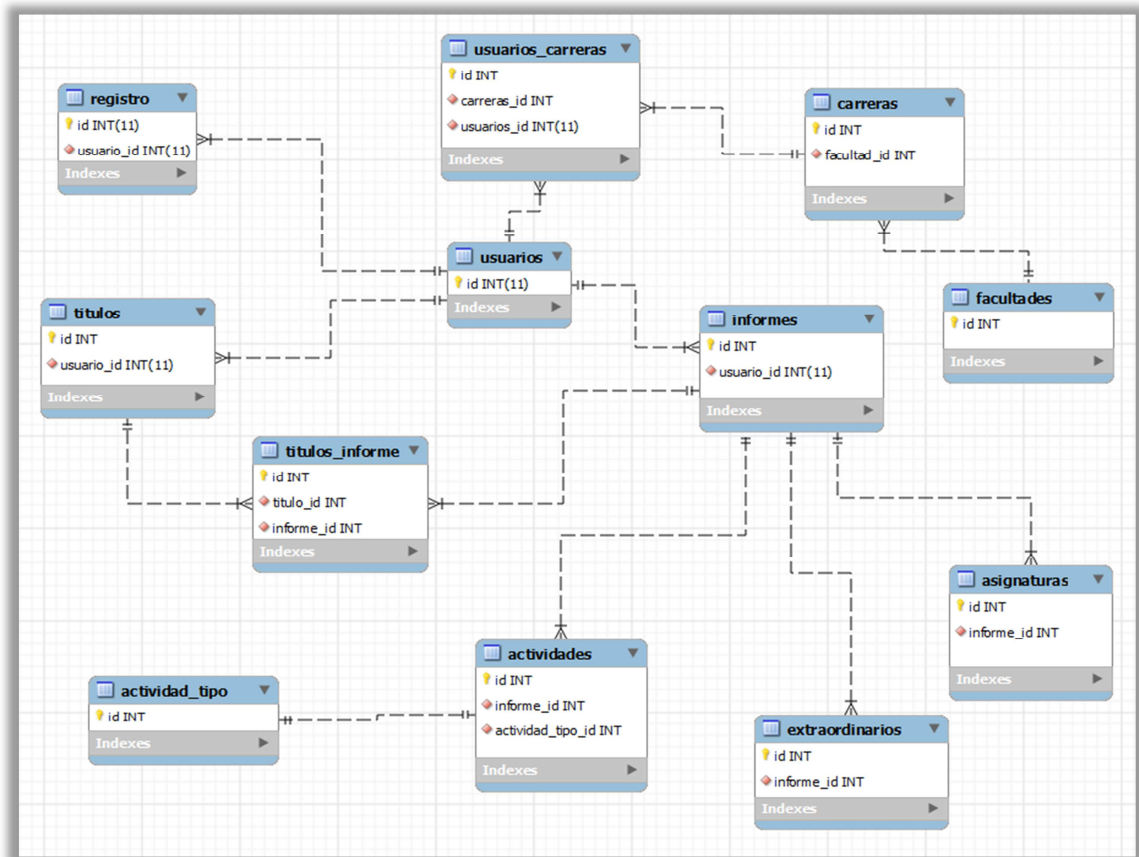 usuarios_carreras
id INT
carreras_id INT
usuarios_id INT(11)
Indexes
registro
id INT(11)
usuario_id INT(11)
Indexes
carreras
id INT
facultad_id INT
Indexes
usuarios
id INT(11)
Indexes
facultades
id INT
Indexes
titulos
id INT
usuario_id INT(11)
Indexes
informes
id INT
usuario_id INT(11)
Indexes
titulos_informe
id INT
titulo_id INT
informe_id INT
Indexes
asignaturas
id INT
informe_id INT
Indexes
actividades
id INT
informe_id INT
actividad_tipo_id INT
Indexes
actividad_tipo
id INT
Indexes
extraordinarios
id INT
informe_id INT
Indexes